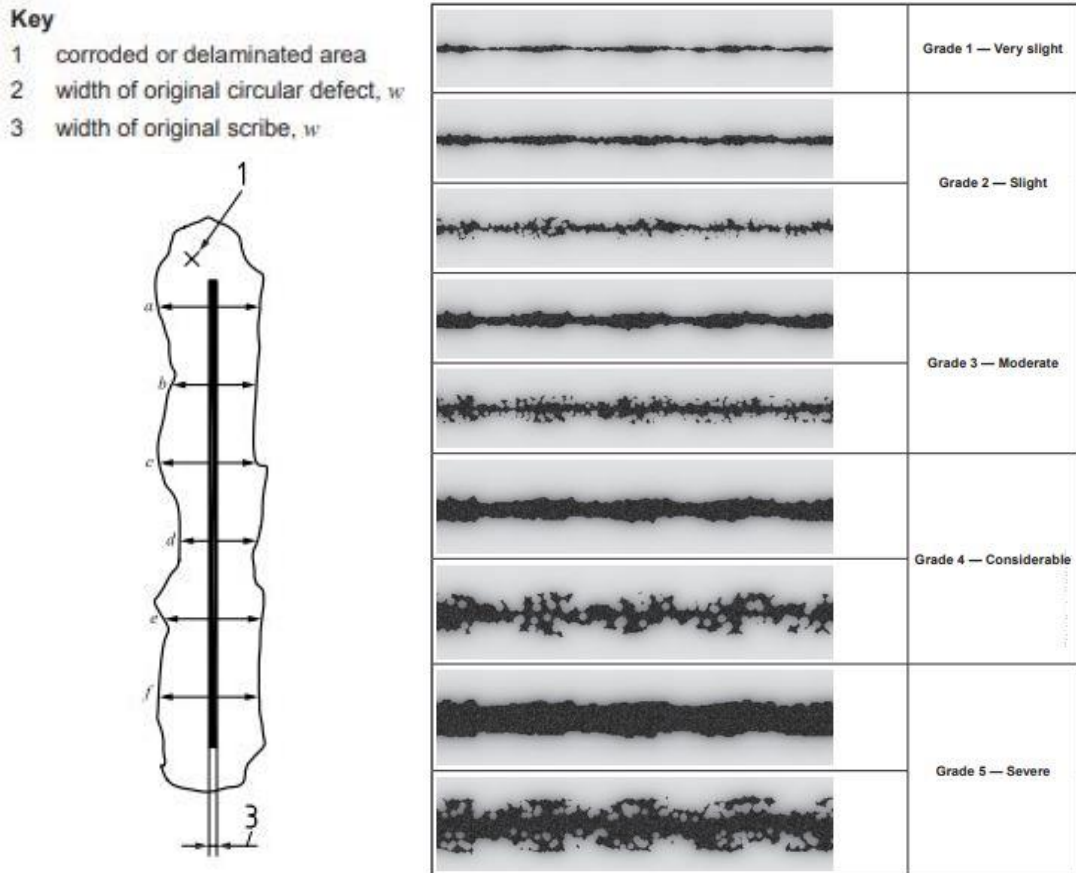 Key
1 corroded or delaminated area
2 width of original circular defect, w
3 width of original scribe, w
1
a
b
c
d
e
f
3
Grade 1 — Very slight
Grade 2 — Slight
Grade 3 — Moderate
Grade 4 — Considerable
Grade 5 — Severe